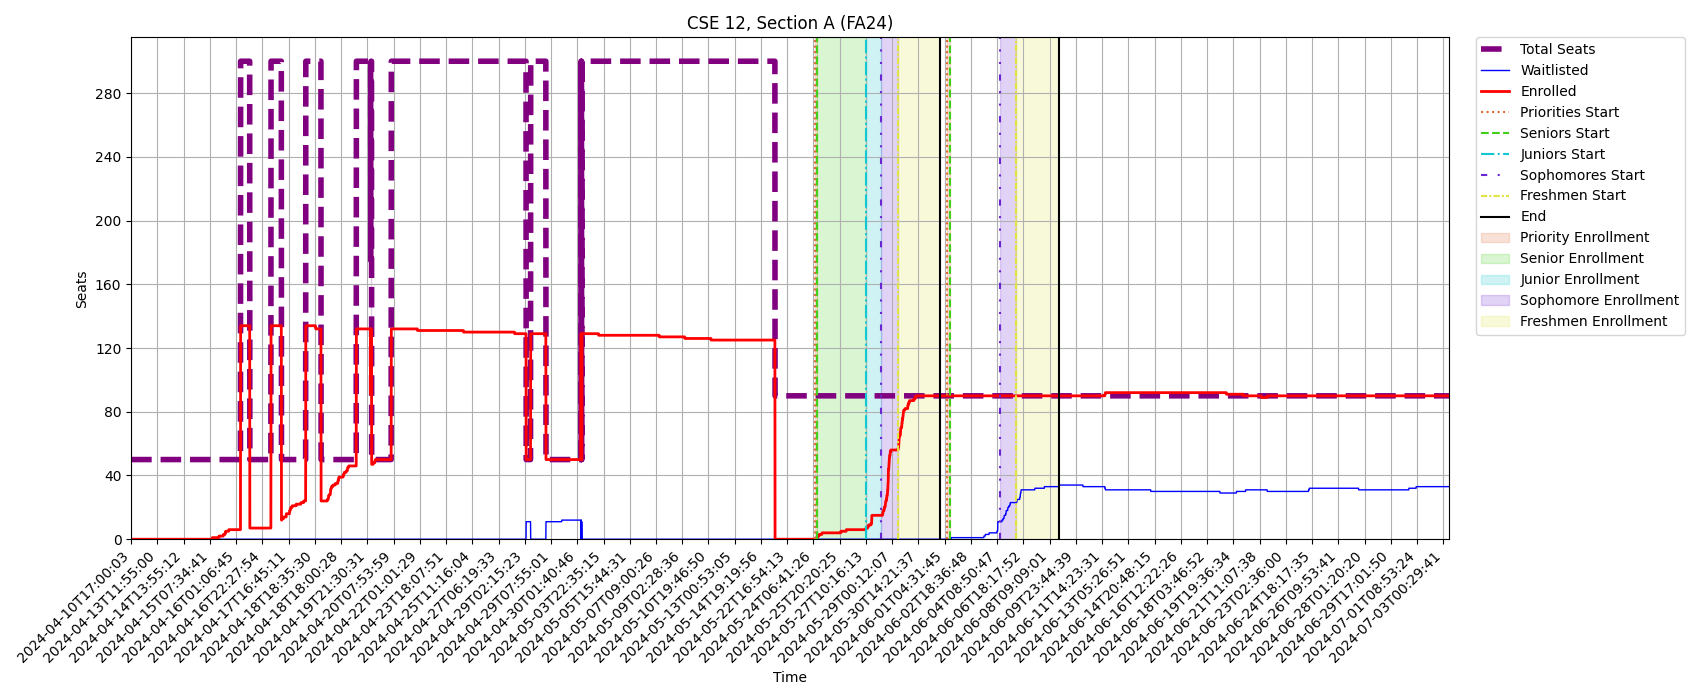 CSE 12, Section A (FA24)
Seats
280
240
200
160
120
80
40
0
2024-04-10T17:00:03
2024-04-13T11:55:00
2024-04-14T13:55:12
2024-04-15T07:34:41
2024-04-16T01:06:45
2024-04-16T22:27:54
2024-04-17T16:45:11
2024-04-18T18:35:30
2024-04-18T18:00:28
2024-04-19T21:30:31
2024-04-20T07:53:59
2024-04-22T01:01:29
2024-04-23T18:07:51
2024-04-25T11:16:04
2024-04-27T06:19:33
2024-04-29T02:15:23
2024-04-29T07:55:01
2024-04-30T01:40:46
2024-05-03T22:35:15
2024-05-05T15:44:31
2024-05-07T09:00:26
2024-05-09T02:28:36
2024-05-10T19:46:50
2024-05-13T00:53:05
2024-05-14T19:19:56
2024-05-22T16:54:13
2024-05-24T06:41:26
2024-05-25T20:20:25
2024-05-27T10:16:13
2024-05-29T00:12:07
2024-05-30T14:21:37
2024-06-01T04:31:45
2024-06-02T18:36:48
2024-06-04T08:50:47
2024-06-06T18:17:52
2024-06-08T09:09:01
2024-06-09T23:44:39
2024-06-11T14:23:31
2024-06-13T05:26:51
2024-06-14T20:48:15
2024-06-16T12:22:26
2024-06-18T03:46:52
2024-06-19T19:36:34
2024-06-21T11:07:38
2024-06-23T02:36:00
2024-06-24T18:17:35
2024-06-26T09:53:41
2024-06-28T01:20:20
2024-06-29T17:01:50
2024-07-01T08:53:24
2024-07-03T00:29:41
Time
Total Seats
Waitlisted
Enrolled
Priorities Start
Seniors Start
Juniors Start
Sophomores Start
Freshmen Start
End
Priority Enrollment
Senior Enrollment
Junior Enrollment
Sophomore Enrollment
Freshmen Enrollment